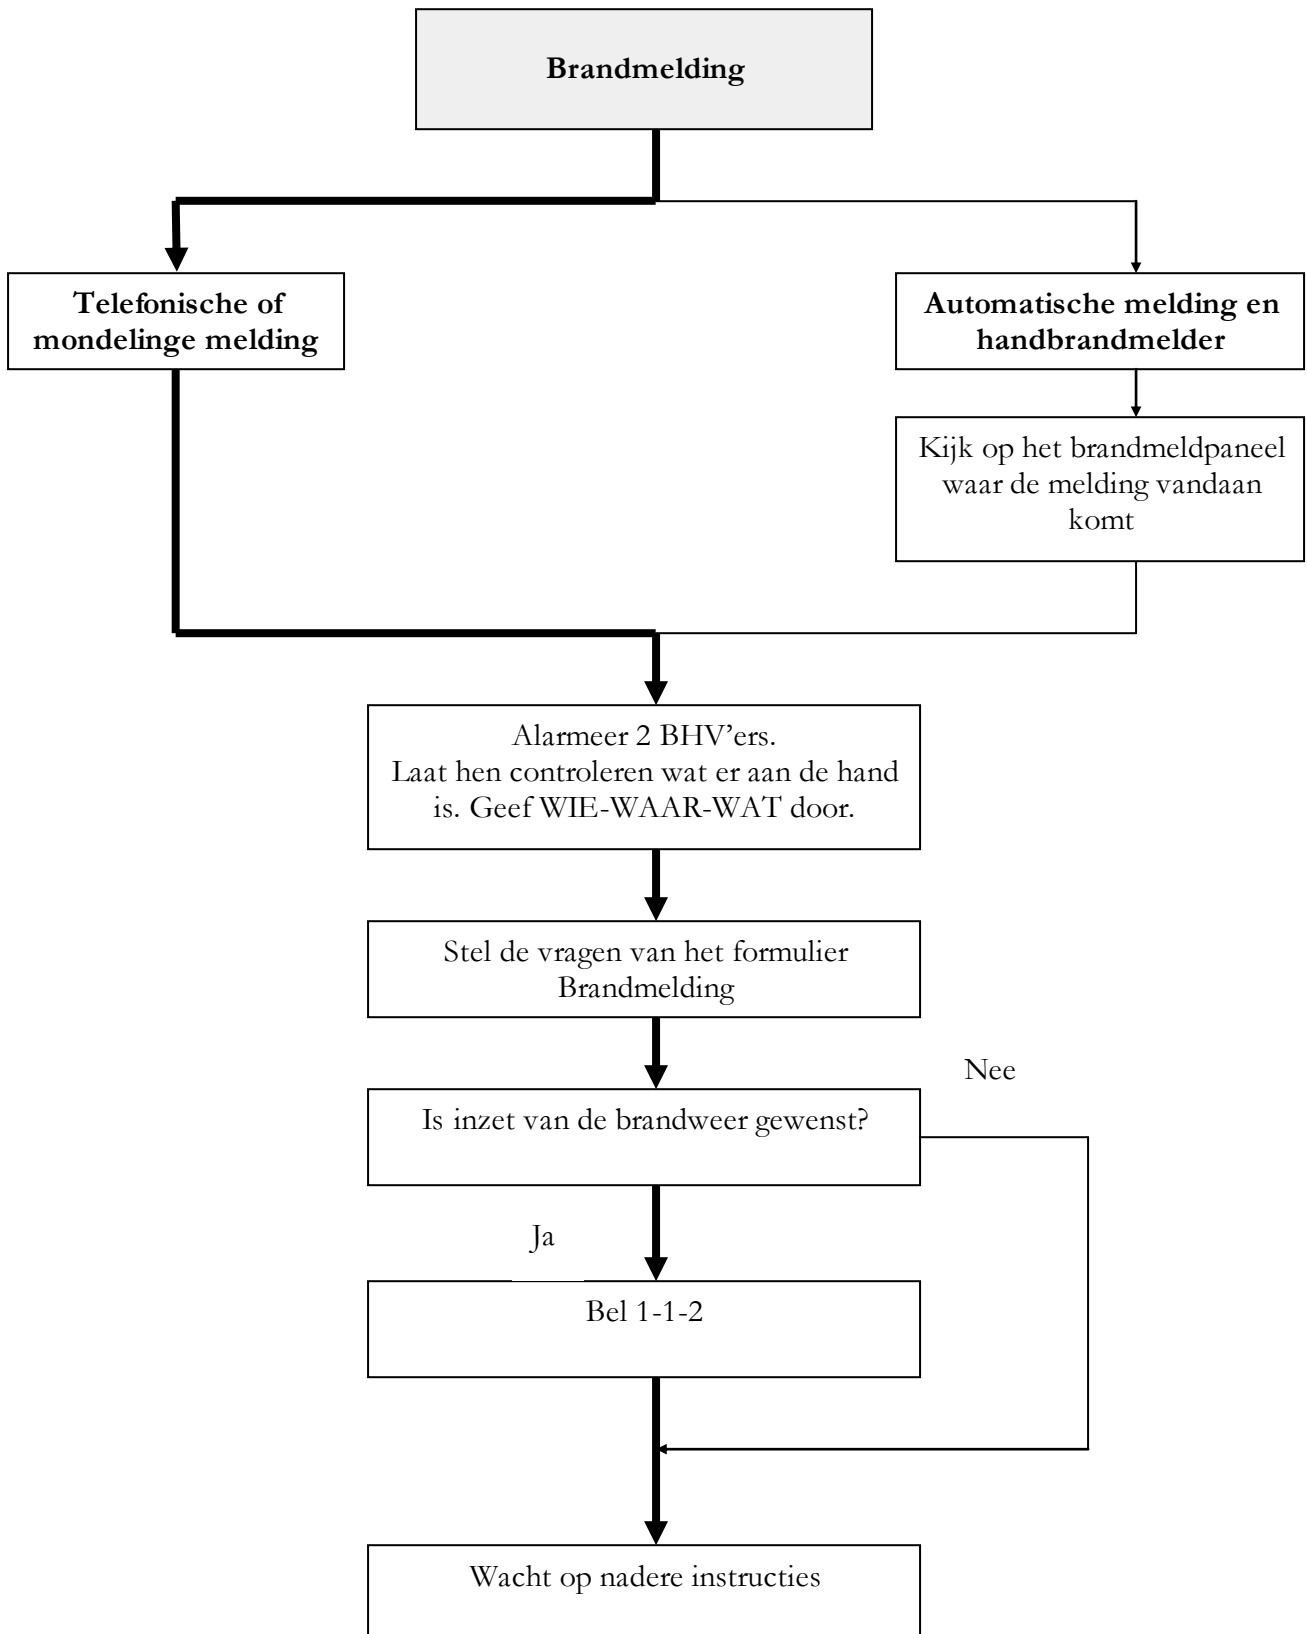 Brandmelding
Telefonische of
mondelinge melding
Automatische melding en
handbrandmelder
Kijk op het brandmeldpaneel
waar de melding vandaan
komt
Alarmeer 2 BHV’ers.
Laat hen controleren wat er aan de hand
is. Geef WIE-WAAR-WAT door.
Stel de vragen van het formulier
Brandmelding
Nee
Is inzet van de brandweer gewenst?
Ja
Bel 1-1-2
Wacht op nadere instructies